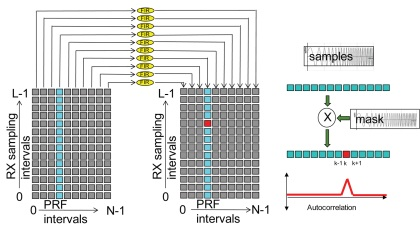 FIR
FIR
FIR
FIR
FIR
FIR
FIR
FIR
FIR
L-1
RX sampling
intervals
0
0 PRF N-1
intervals
L-1
RX sampling
intervals
0
0 PRF N-1
intervals
samples
X
mask
k-1 k k+1
Autocorrelation